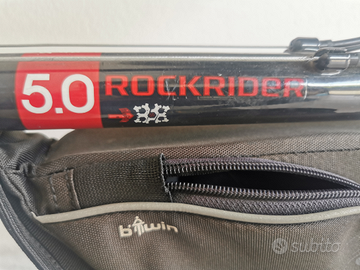 5.0 ROCKRIDER
b'twin
subito